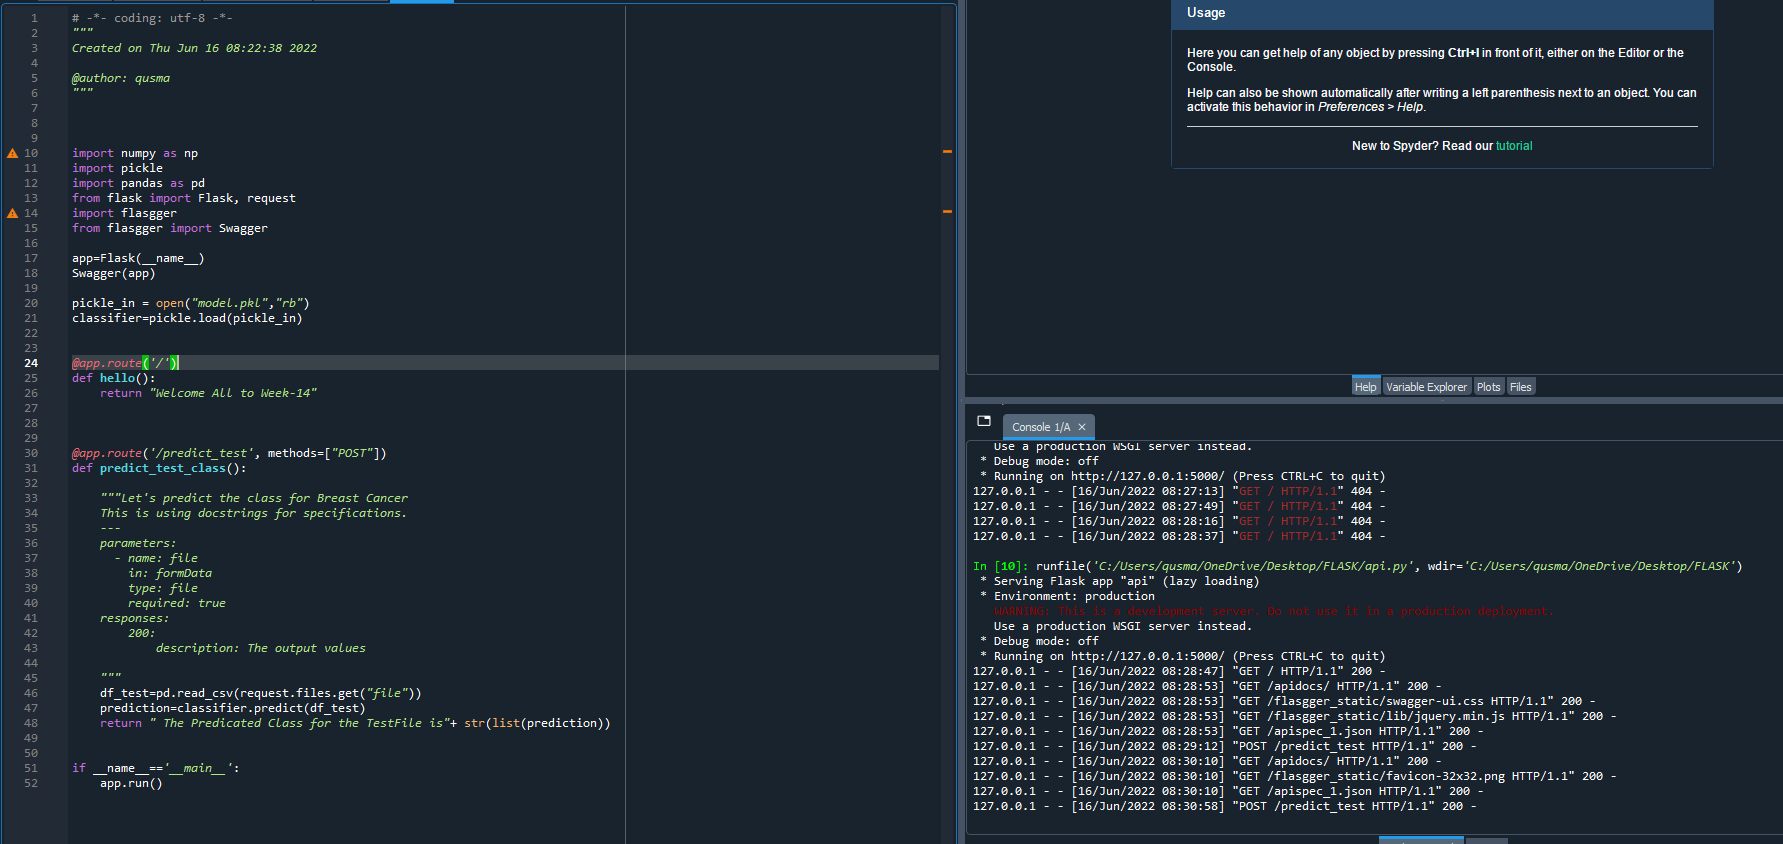 1 # -*- coding: utf-8 -*-
2 """
3 Created on Thu Jun 16 08:22:38 2022
4
5 @author: qusma
6 """
7
8
9
10 import numpy as np
11 import pickle
12 import pandas as pd
13 from flask import Flask, request
14 import flasgger
15 from flasgger import Swagger
16
17 app=Flask(__name__)
18 Swagger(app)
19
20 pickle_in = open("model.pkl","rb")
21 classifier=pickle.load(pickle_in)
22
23
24 @app.route('/')
25 def hello():
26     return "Welcome All to Week-14"
27
28
29
30 @app.route('/predict_test', methods=["POST"])
31 def predict_test_class():
32
33     """Let's predict the class for Breast Cancer
34     This is using docstrings for specifications.
35     ---
36     parameters:
37       - name: file
38         in: formData
39         type: file
40         required: true
41     responses:
42         200:
43             description: The output values
44
45     """
46     df_test=pd.read_csv(request.files.get("file"))
47     prediction=classifier.predict(df_test)
48     return " The Predicated Class for the TestFile is"+ str(list(prediction))
49
50
51 if __name__=='__main__':
52     app.run()
Usage
Here you can get help of any object by pressing Ctrl+I in front of it, either on the Editor or the
Console.
Help can also be shown automatically after writing a left parenthesis next to an object. You can
activate this behavior in Preferences > Help.
New to Spyder? Read our tutorial
Help Variable Explorer Plots Files
Console 1/A ×
Use a production WSGI server instead.
* Debug mode: off
* Running on http://127.0.0.1:5000/ (Press CTRL+C to quit)
127.0.0.1 - - [16/Jun/2022 08:27:13] "GET / HTTP/1.1" 404 -
127.0.0.1 - - [16/Jun/2022 08:27:49] "GET / HTTP/1.1" 404 -
127.0.0.1 - - [16/Jun/2022 08:28:16] "GET / HTTP/1.1" 404 -
127.0.0.1 - - [16/Jun/2022 08:28:37] "GET / HTTP/1.1" 404 -
In [10]: runfile('C:/Users/qusma/OneDrive/Desktop/FLASK/api.py', wdir='C:/Users/qusma/OneDrive/Desktop/FLASK')
* Serving Flask app "api" (lazy loading)
* Environment: production
WARNING: This is a development server. Do not use it in a production deployment.
Use a production WSGI server instead.
* Debug mode: off
* Running on http://127.0.0.1:5000/ (Press CTRL+C to quit)
127.0.0.1 - - [16/Jun/2022 08:28:47] "GET / HTTP/1.1" 200 -
127.0.0.1 - - [16/Jun/2022 08:28:53] "GET /apidocs/ HTTP/1.1" 200 -
127.0.0.1 - - [16/Jun/2022 08:28:53] "GET /flasgger_static/swagger-ui.css HTTP/1.1" 200 -
127.0.0.1 - - [16/Jun/2022 08:28:53] "GET /flasgger_static/lib/jquery.min.js HTTP/1.1" 200 -
127.0.0.1 - - [16/Jun/2022 08:28:53] "GET /apispec_1.json HTTP/1.1" 200 -
127.0.0.1 - - [16/Jun/2022 08:29:12] "POST /predict_test HTTP/1.1" 200 -
127.0.0.1 - - [16/Jun/2022 08:30:10] "GET /apidocs/ HTTP/1.1" 200 -
127.0.0.1 - - [16/Jun/2022 08:30:10] "GET /flasgger_static/favicon-32x32.png HTTP/1.1" 200 -
127.0.0.1 - - [16/Jun/2022 08:30:10] "GET /apispec_1.json HTTP/1.1" 200 -
127.0.0.1 - - [16/Jun/2022 08:30:58] "POST /predict_test HTTP/1.1" 200 -